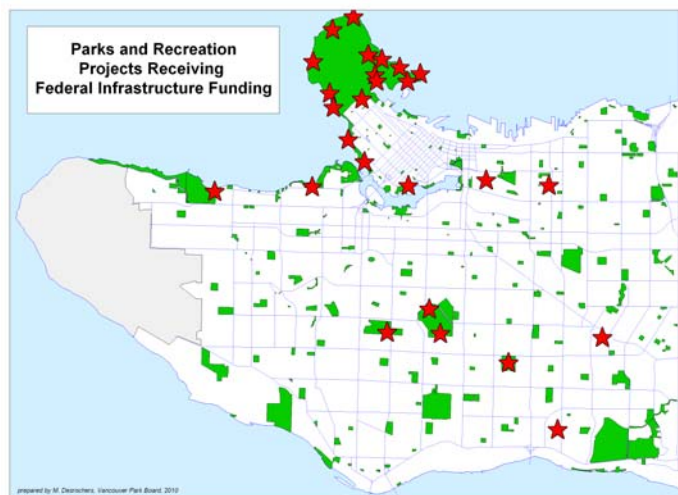 Parks and Recreation
Projects Receiving
Federal Infrastructure Funding
prepared by M. Desrochers, Vancouver Park Board, 2010